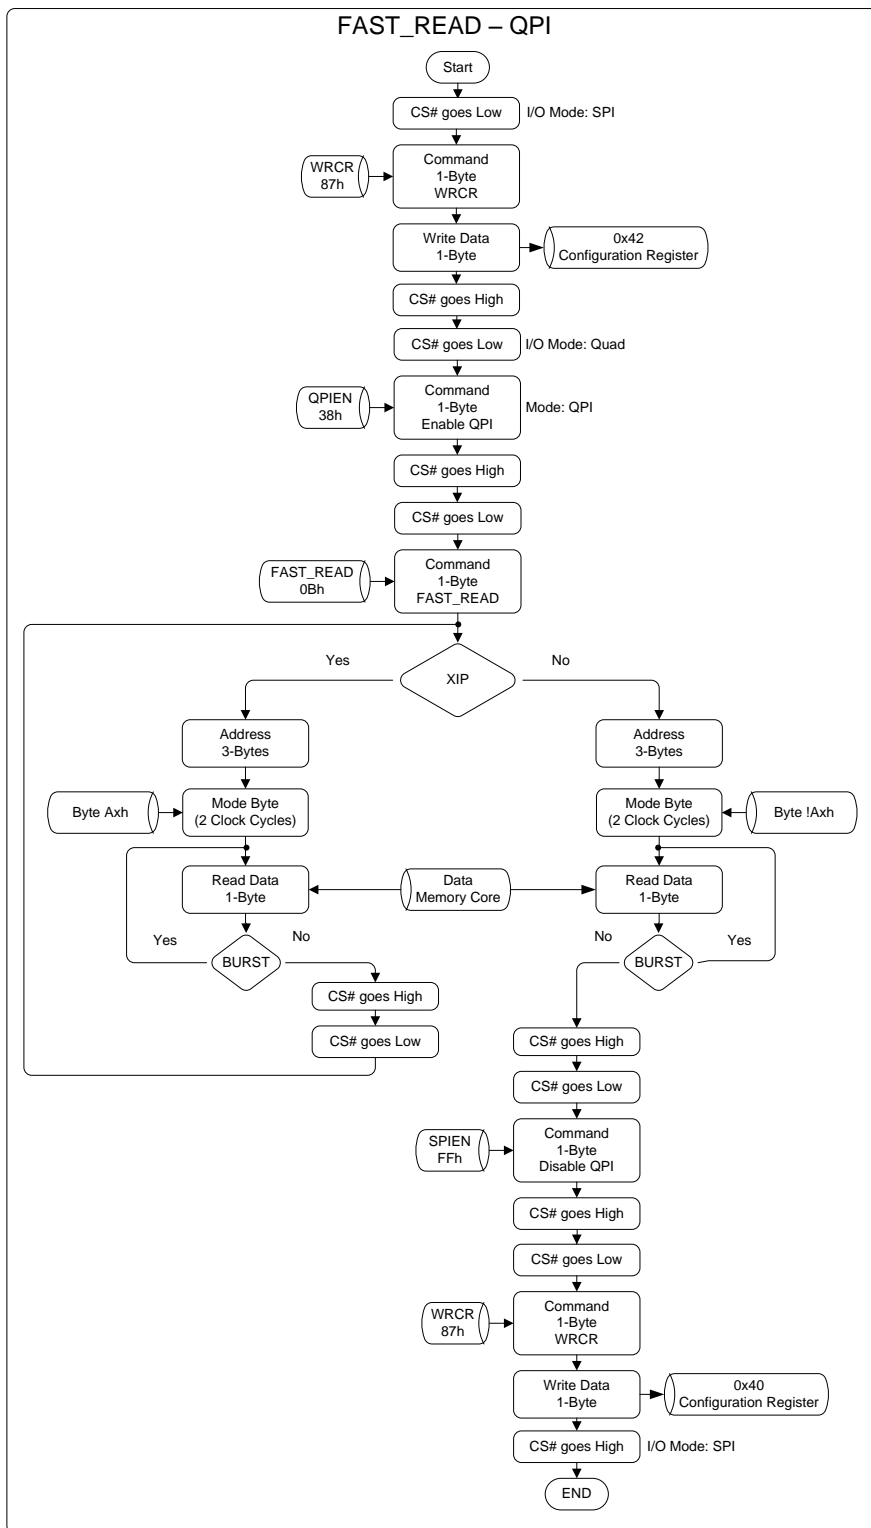 FAST_READ – QPI
Start
CS# goes Low
I/O Mode: SPI
WRCR
87h
Command
1-Byte
WRCR
Write Data
1-Byte
0x42
Configuration Register
CS# goes High
CS# goes Low
I/O Mode: Quad
QPIEN
38h
Command
1-Byte
Enable QPI
Mode: QPI
CS# goes High
CS# goes Low
FAST_READ
0Bh
Command
1-Byte
FAST_READ
Yes
XIP
No
Address
3-Bytes
Address
3-Bytes
Byte Axh
Mode Byte
(2 Clock Cycles)
Mode Byte
(2 Clock Cycles)
Byte !Axh
Read Data
1-Byte
Data
Memory Core
Read Data
1-Byte
Yes
BURST
No
No
BURST
Yes
CS# goes High
CS# goes Low
CS# goes High
CS# goes Low
SPIEN
FFh
Command
1-Byte
Disable QPI
CS# goes High
CS# goes Low
WRCR
87h
Command
1-Byte
WRCR
Write Data
1-Byte
0x40
Configuration Register
CS# goes High
I/O Mode: SPI
END